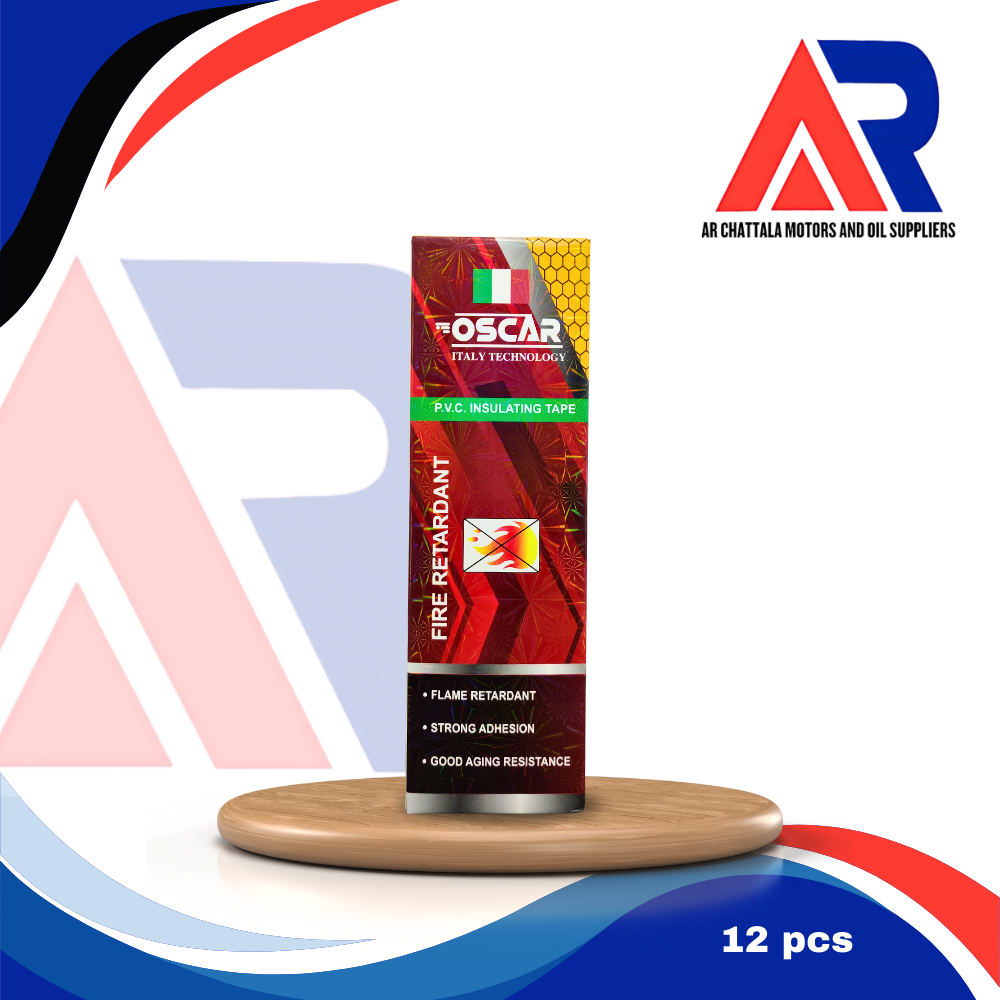 AR
AR CHATTALA MOTORS AND OIL SUPPLIERS
AR
OSCAR
ITALY TECHNOLOGY
P.V.C. INSULATING TAPE
FIRE RETARDANT
• FLAME RETARDANT
• STRONG ADHESION
• GOOD AGING RESISTANCE
12 pcs